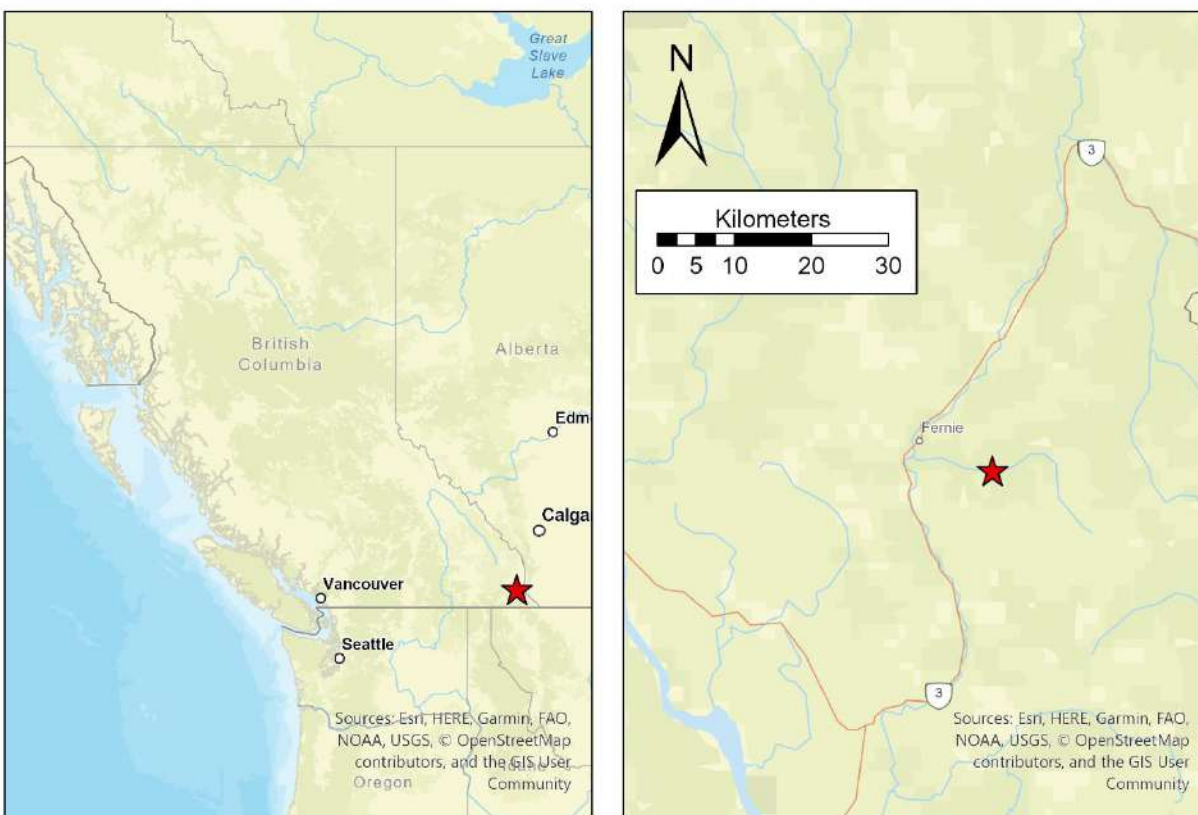 Great
Slave
Lake
British
Columbia
Alberta
Edm
Calga
Vancouver
Seattle
Sources: Esri, HERE, Garmin, FAO,
NOAA, USGS, © OpenStreetMap
contributors, and the GIS User
Community
Idaho
Oregon
N
3
Kilometers
0 5 10 20 30
Fernie
3
Sources: Esri, HERE, Garmin, FAO,
NOAA, USGS, © OpenStreetMap
contributors, and the GIS User
Community